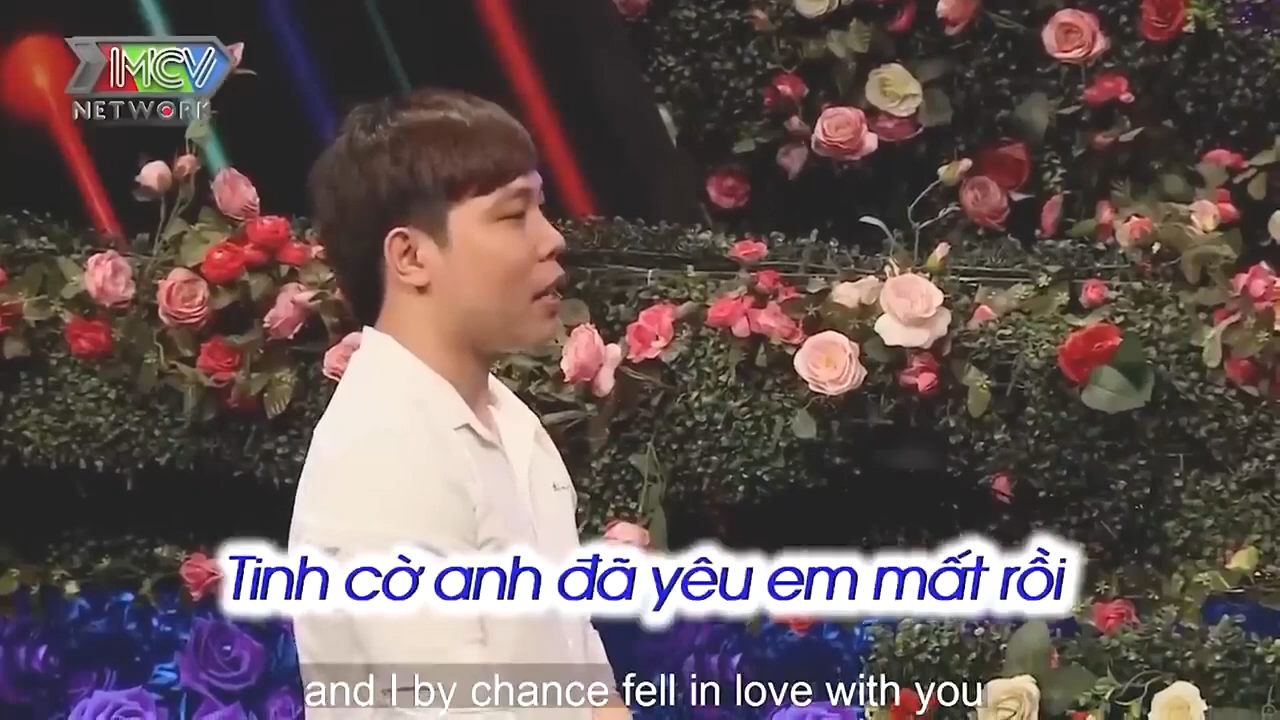 MCV
NETWORK
Tình cờ anh đã yêu em mất rồi
and I by chance fell in love with you